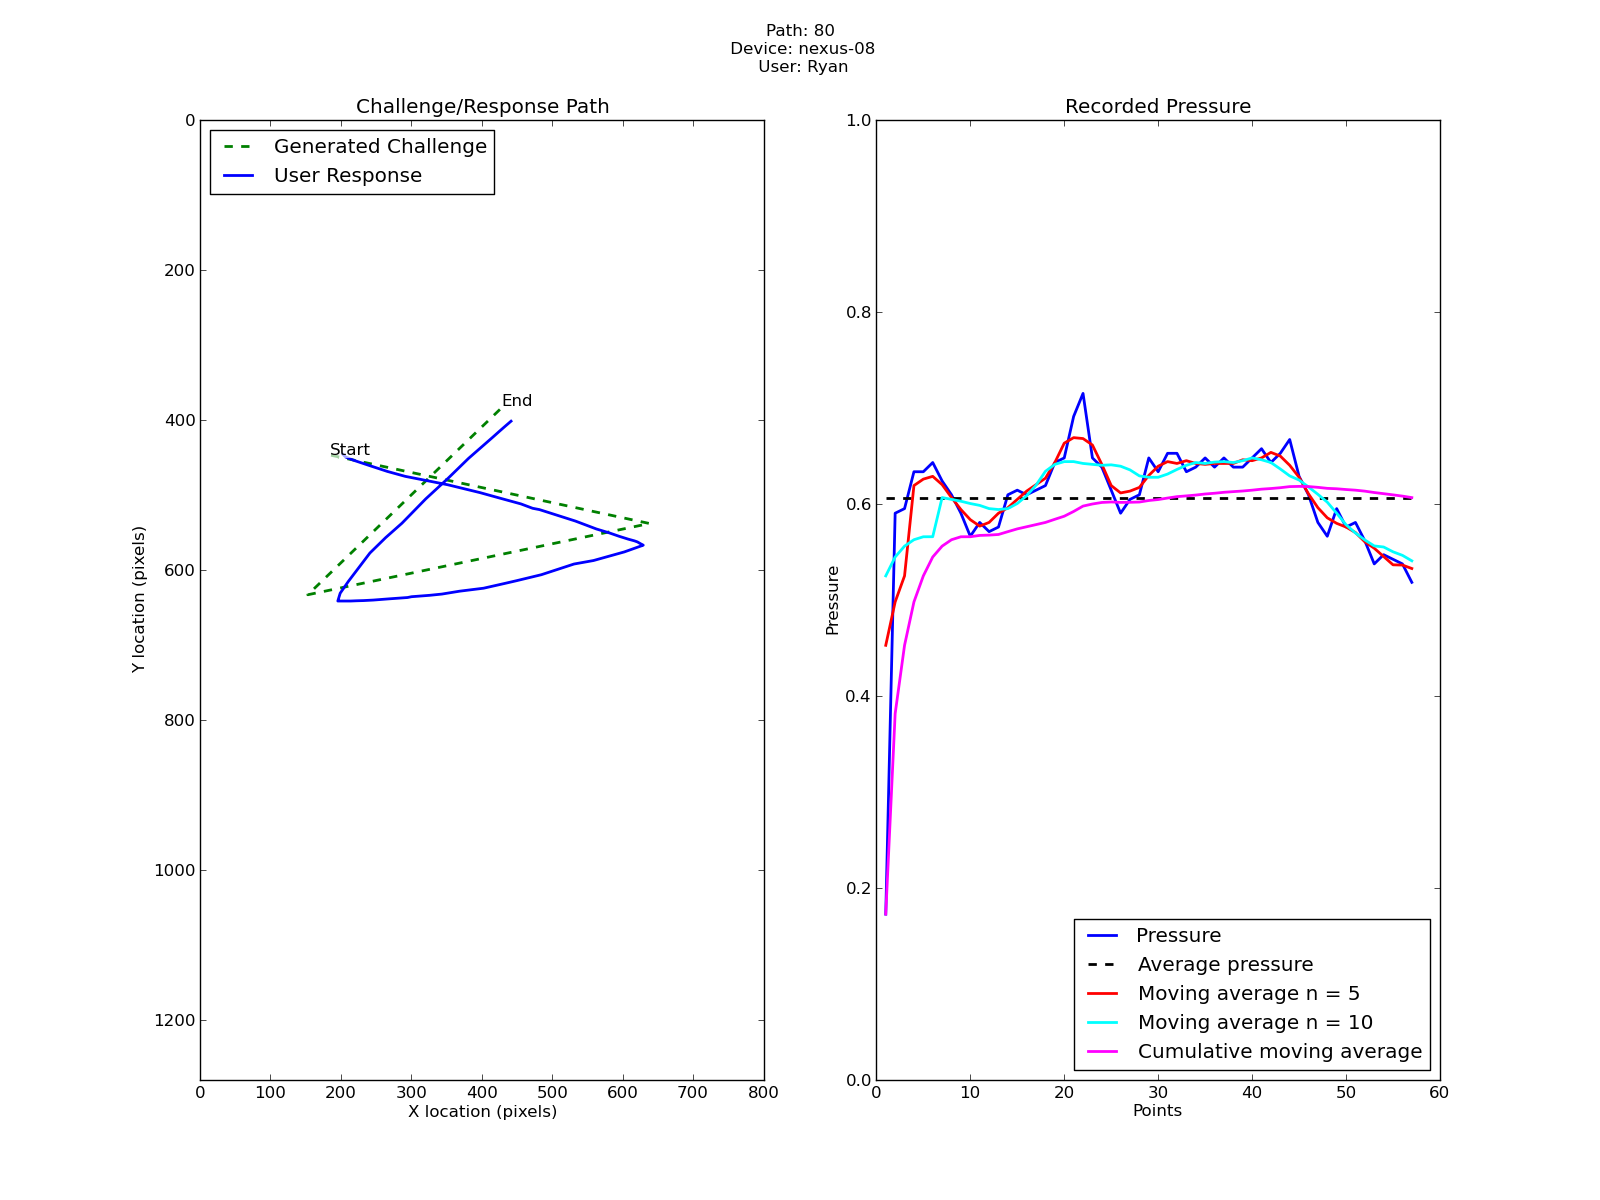 Path: 80
Device: nexus-08
User: Ryan
Challenge/Response Path
Generated Challenge
User Response
Start
End
0
200
400
600
800
1000
1200
Y location (pixels)
0 100 200 300 400 500 600 700 800
X location (pixels)
Recorded Pressure
1.0
0.8
0.6
0.4
0.2
0.0
Pressure
Pressure
Average pressure
Moving average n = 5
Moving average n = 10
Cumulative moving average
0 10 20 30 40 50 60
Points